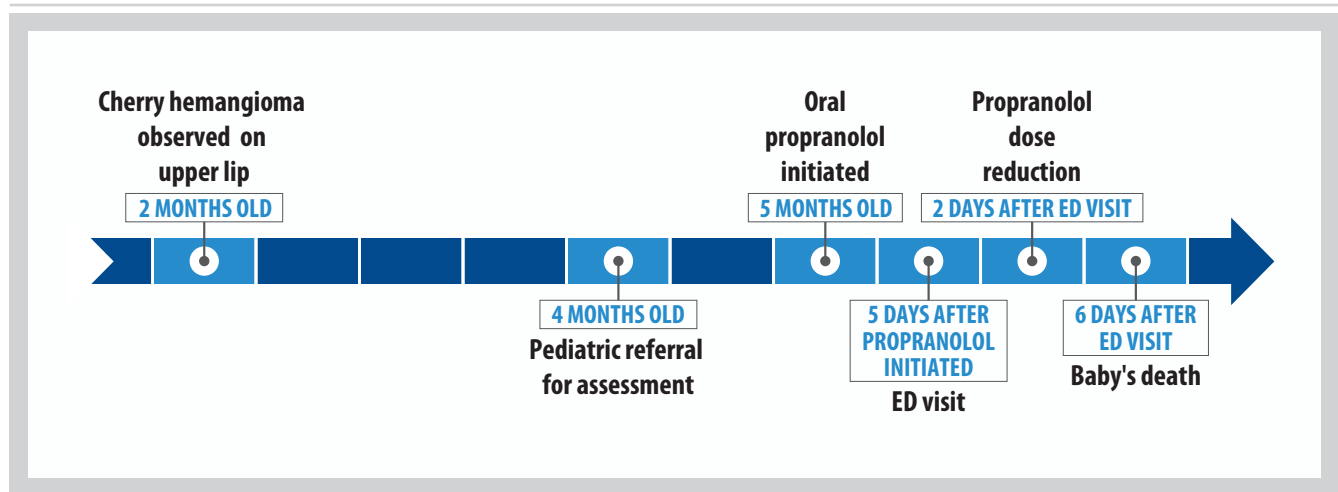 Cherry hemangioma
observed on
upper lip
2 MONTHS OLD
4 MONTHS OLD
Pediatric referral
for assessment
Oral
propranolol
initiated
5 MONTHS OLD
5 DAYS AFTER
PROPRANOLOL
INITIATED
ED visit
Propranolol
dose
reduction
2 DAYS AFTER ED VISIT
6 DAYS AFTER
ED VISIT
Baby's death